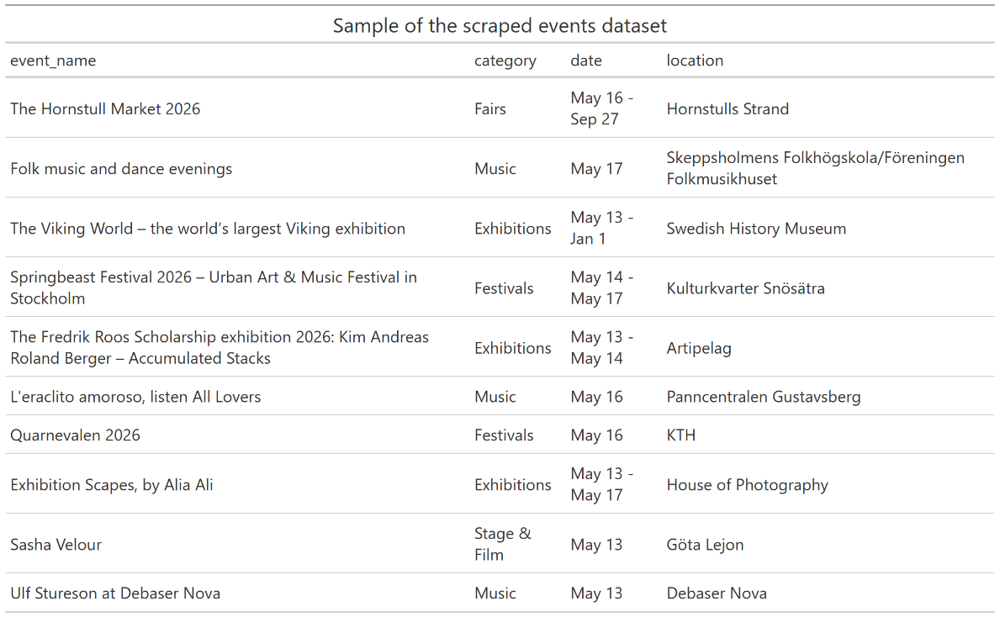 Sample of the scraped events dataset
event_name category date location
The Hornstull Market 2026 Fairs May 16 - Sep 27 Hornstulls Strand
Folk music and dance evenings Music May 17 Skeppsholmens Folkhögskola/Föreningen Folkmusikhuset
The Viking World – the world’s largest Viking exhibition Exhibitions May 13 - Jan 1 Swedish History Museum
Springbeast Festival 2026 – Urban Art & Music Festival in Stockholm Festivals May 14 - May 17 Kulturkvarter Snösätra
The Fredrik Roos Scholarship exhibition 2026: Kim Andreas Roland Berger – Accumulated Stacks Exhibitions May 13 - May 14 Artipelag
L'eraclito amoroso, listen All Lovers Music May 16 Panncentralen Gustavsberg
Quarnevalen 2026 Festivals May 16 KTH
Exhibition Scapes, by Alia Ali Exhibitions May 13 - May 17 House of Photography
Sasha Velour Stage & Film May 13 Göta Lejon
Ulf Stureson at Debaser Nova Music May 13 Debaser Nova